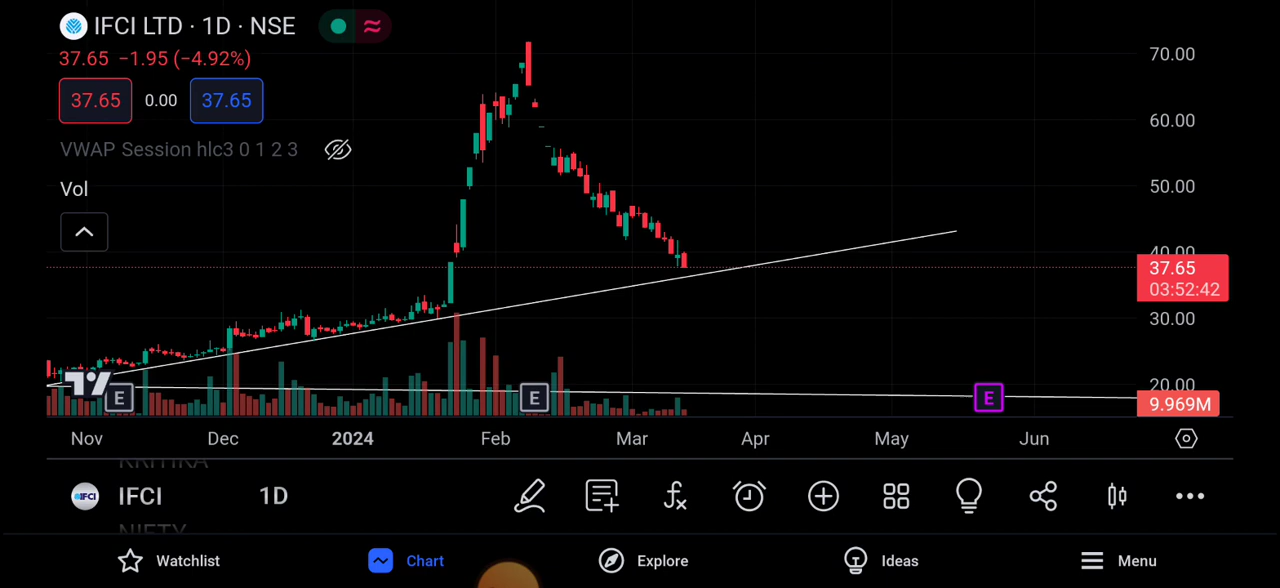 IFCI LTD · 1D · NSE
37.65 −1.95 (−4.92%)
37.65 0.00 37.65
VWAP Session hlc3 0 1 2 3
Vol
70.00
60.00
50.00
40.00
37.65
03:52:42
30.00
20.00
9.969M
E E E
Nov Dec 2024 Feb Mar Apr May Jun
KRITIKA
IFCI IFCI 1D
NIFTY
Watchlist Chart Explore Ideas Menu